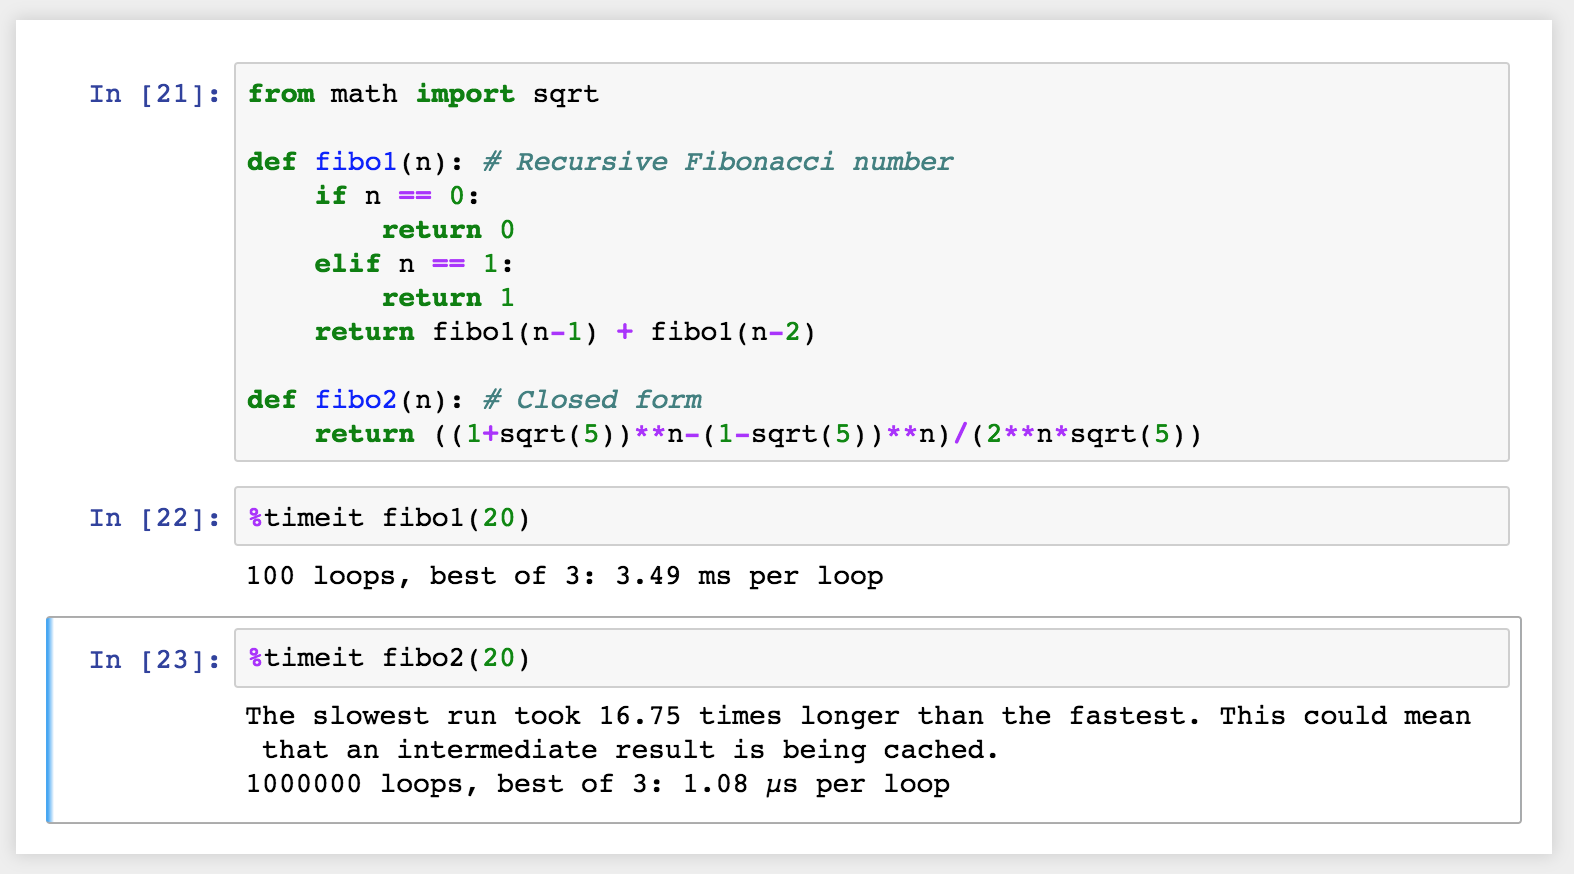 In [21]: from math import sqrt
def fibo1(n): # Recursive Fibonacci number
    if n == 0:
        return 0
    elif n == 1:
        return 1
    return fibo1(n-1) + fibo1(n-2)
def fibo2(n): # Closed form
    return ((1+sqrt(5))**n-(1-sqrt(5))**n)/(2**n*sqrt(5))
In [22]: %timeit fibo1(20)
100 loops, best of 3: 3.49 ms per loop
In [23]: %timeit fibo2(20)
The slowest run took 16.75 times longer than the fastest. This could mean
 that an intermediate result is being cached.
1000000 loops, best of 3: 1.08 µs per loop